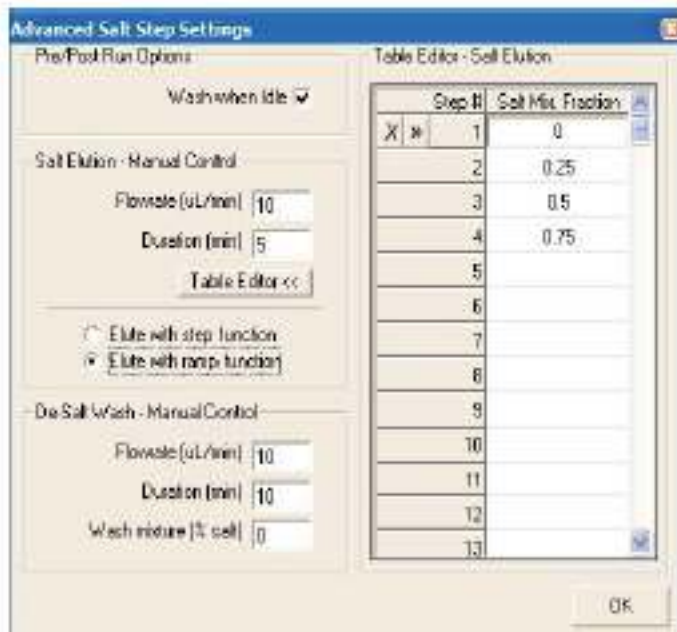 Advanced Salt Step Settings
Pre/Post Run Options
Wash when Idle
Salt Elution - Manual Control
Flowrate (uL/min) 10
Duration (min) 5
Table Editor <<
Elute with step function
Elute with ramp function
De-Salt Wash - Manual Control
Flowrate (uL/min) 10
Duration (min) 10
Wash mixture (% salt) 0
Table Editor - Salt Elution
Step # Salt Mix. Fraction
X » 1 0
2 0.25
3 0.5
4 0.75
5
6
7
8
9
10
11
12
13
OK